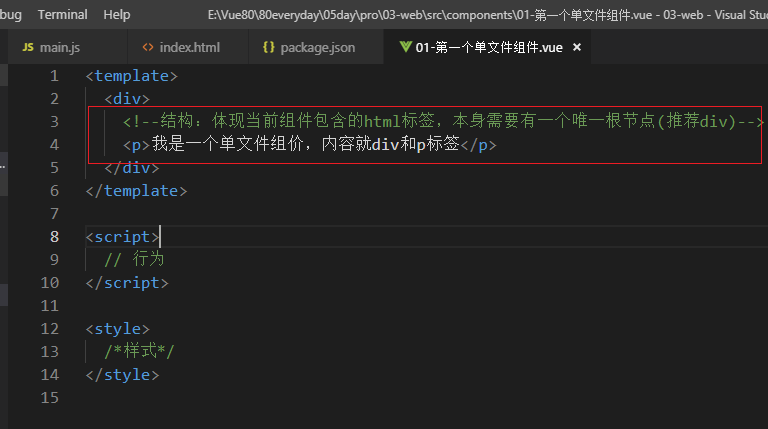 bug Terminal Help E:\Vue80\80everyday\05day\pro\03-web\src\components\01-第一个单文件组件.vue - 03-web - Visual Stud
JS main.js <> index.html {} package.json 01-第一个单文件组件.vue ×
1 <template>
2 <div>
3 <!--结构：体现当前组件包含的html标签，本身需要有一个唯一根节点(推荐div)-->
4 <p>我是一个单文件组价，内容就div和p标签</p>
5 </div>
6 </template>
7
8 <script>
9 // 行为
10 </script>
11
12 <style>
13 /*样式*/
14 </style>
15